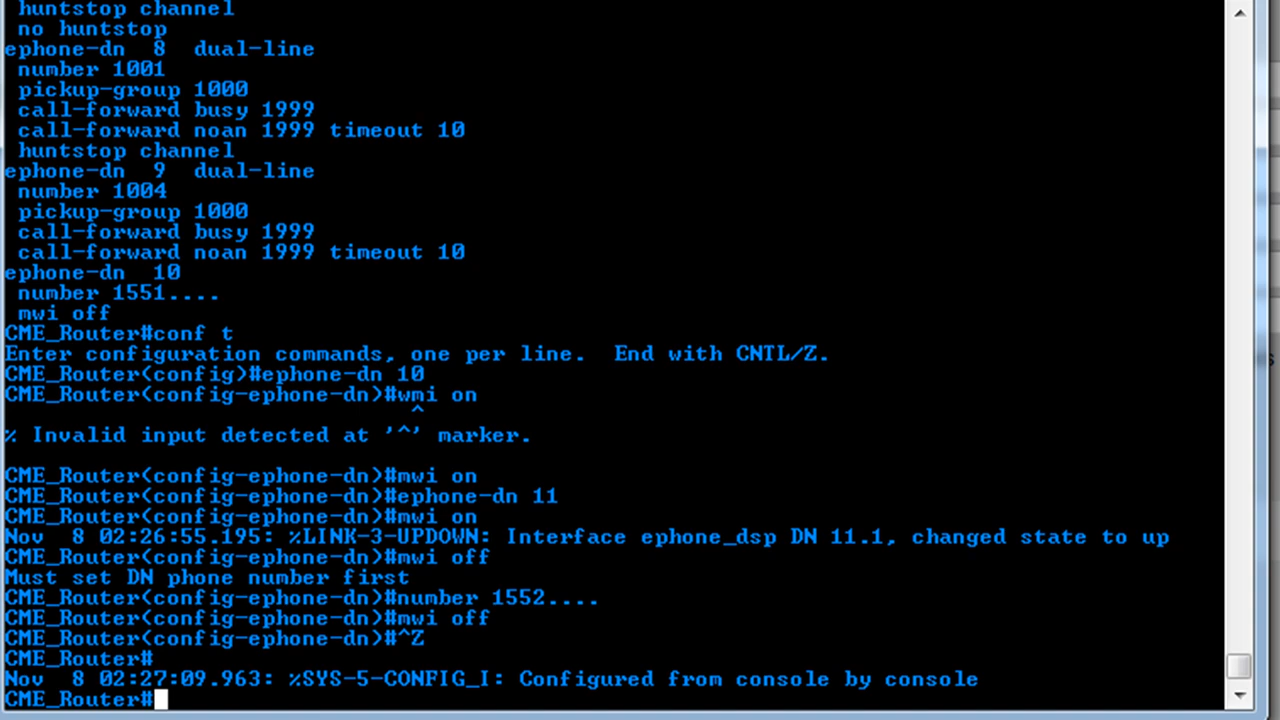 huntstop channel
no huntstop
ephone-dn  8  dual-line
number 1001
pickup-group 1000
call-forward busy 1999
call-forward noan 1999 timeout 10
huntstop channel
ephone-dn  9  dual-line
number 1004
pickup-group 1000
call-forward busy 1999
call-forward noan 1999 timeout 10
ephone-dn  10
number 1551....
mwi off
CME_Router#conf t
Enter configuration commands, one per line.  End with CNTL/Z.
CME_Router(config)#ephone-dn 10
CME_Router(config-ephone-dn)#wmi on
^
% Invalid input detected at '^' marker.
CME_Router(config-ephone-dn)#mwi on
CME_Router(config-ephone-dn)#ephone-dn 11
CME_Router(config-ephone-dn)#mwi on
Nov  8 02:26:55.195: %LINK-3-UPDOWN: Interface ephone_dsp DN 11.1, changed state to up
CME_Router(config-ephone-dn)#mwi off
Must set DN phone number first
CME_Router(config-ephone-dn)#number 1552....
CME_Router(config-ephone-dn)#mwi off
CME_Router(config-ephone-dn)#^Z
CME_Router#
Nov  8 02:27:09.963: %SYS-5-CONFIG_I: Configured from console by console
CME_Router#